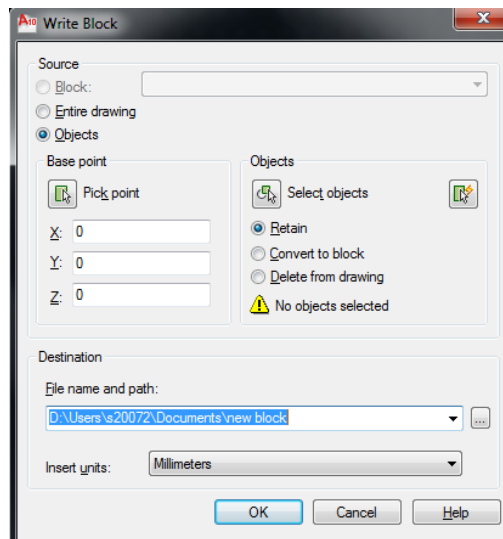 A10 Write Block
Source
Block:
Entire drawing
Objects
Base point
Pick point
X: 0
Y: 0
Z: 0
Objects
Select objects
Retain
Convert to block
Delete from drawing
No objects selected
Destination
File name and path:
D:\Users\s20072\Documents\new block
...
Insert units: Millimeters
OK Cancel Help